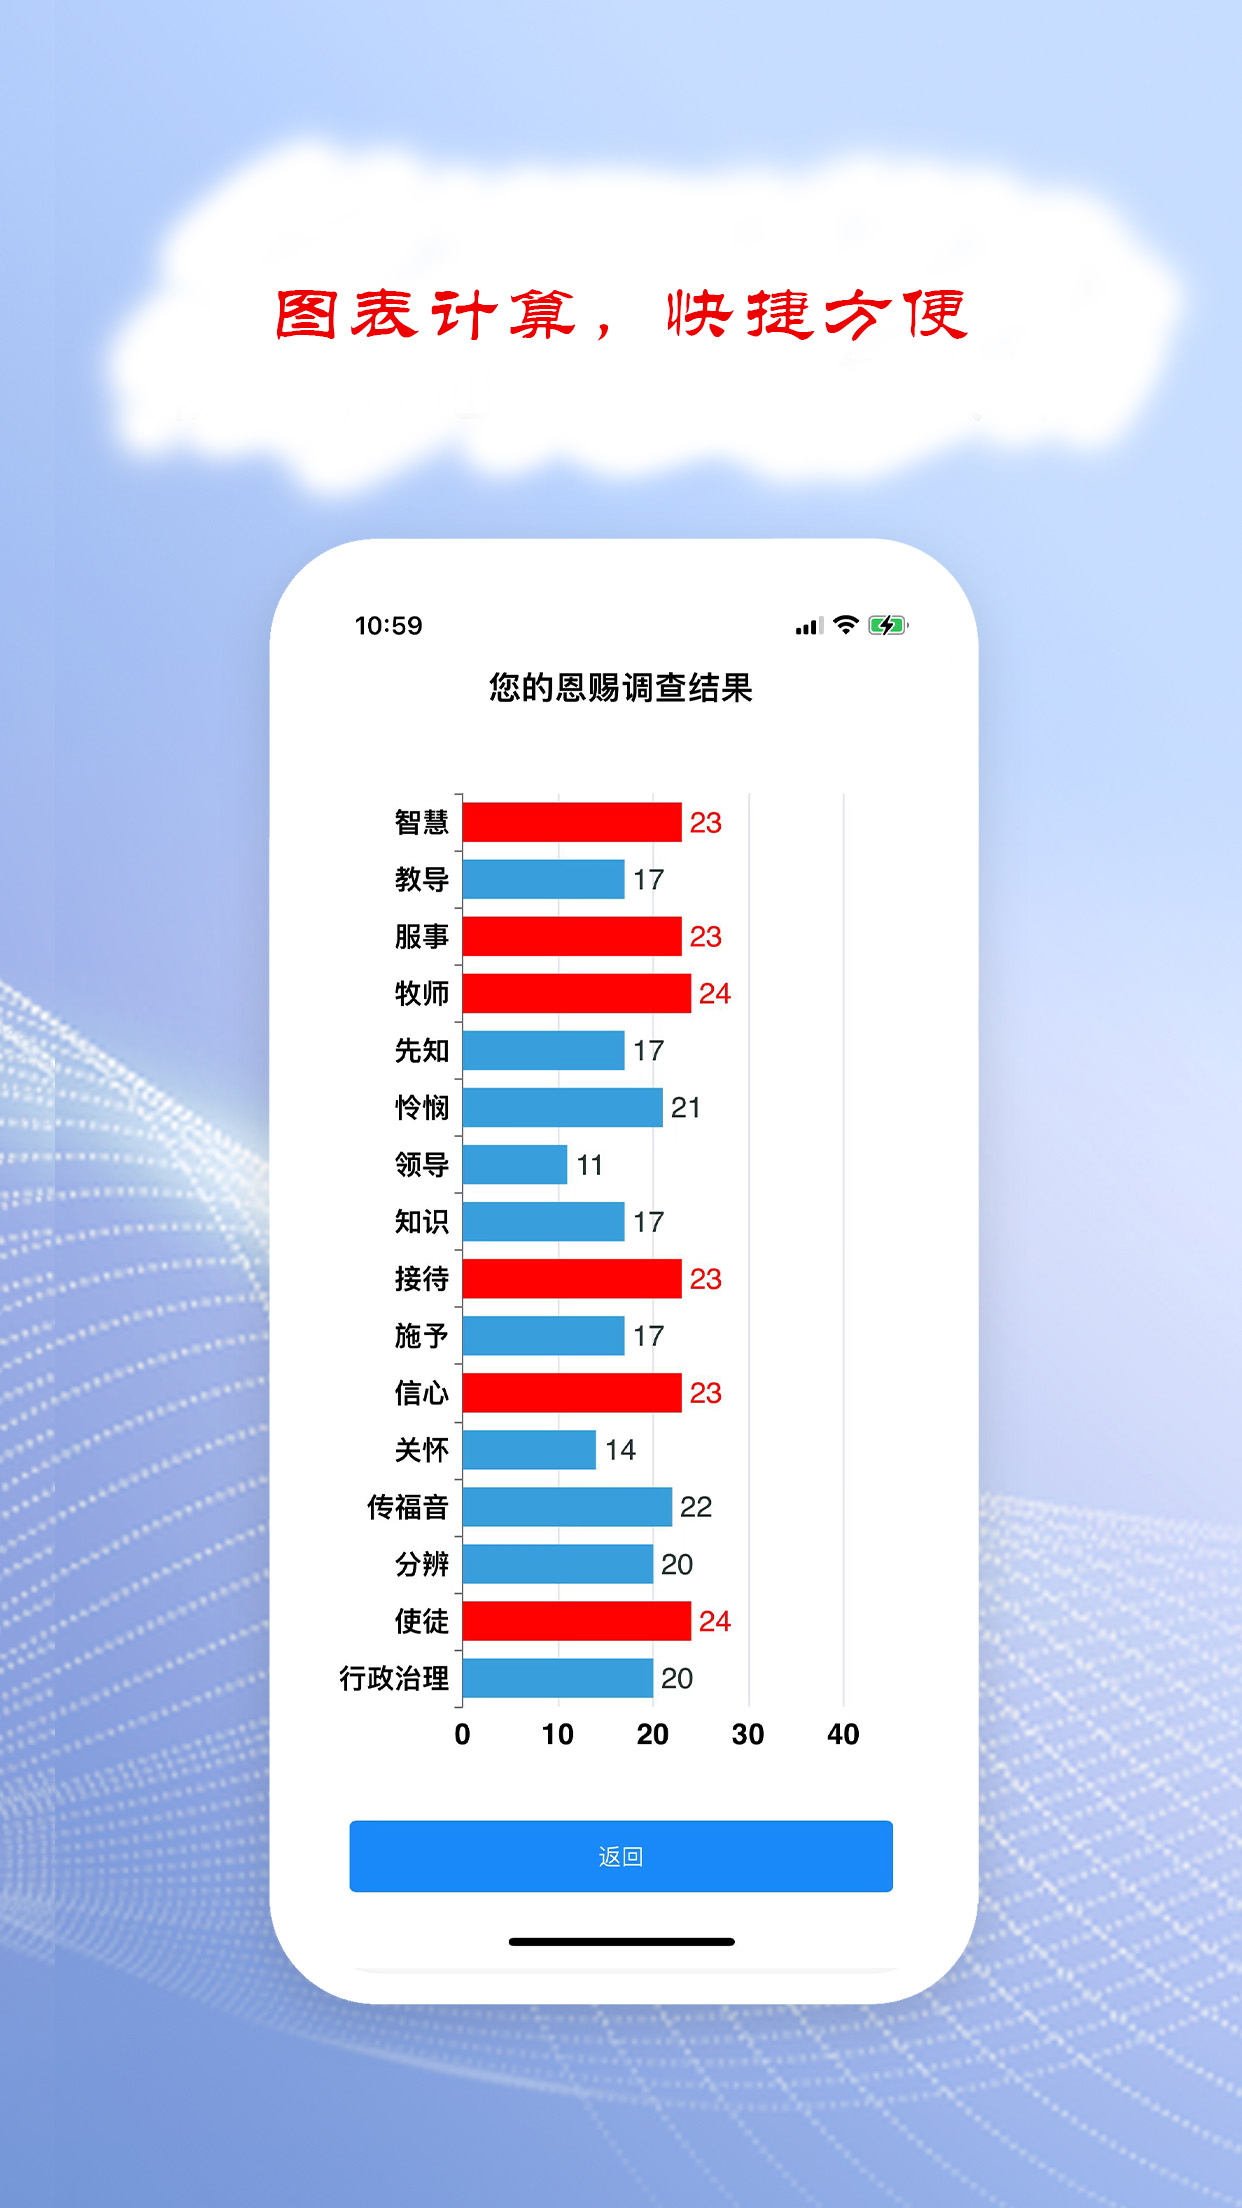 图表计算，快捷方便
10:59
您的恩赐调查结果
智慧 23
教导 17
服事 23
牧师 24
先知 17
怜悯 21
领导 11
知识 17
接待 23
施予 17
信心 23
关怀 14
传福音 22
分辨 20
使徒 24
行政治理 20
0 10 20 30 40
返回